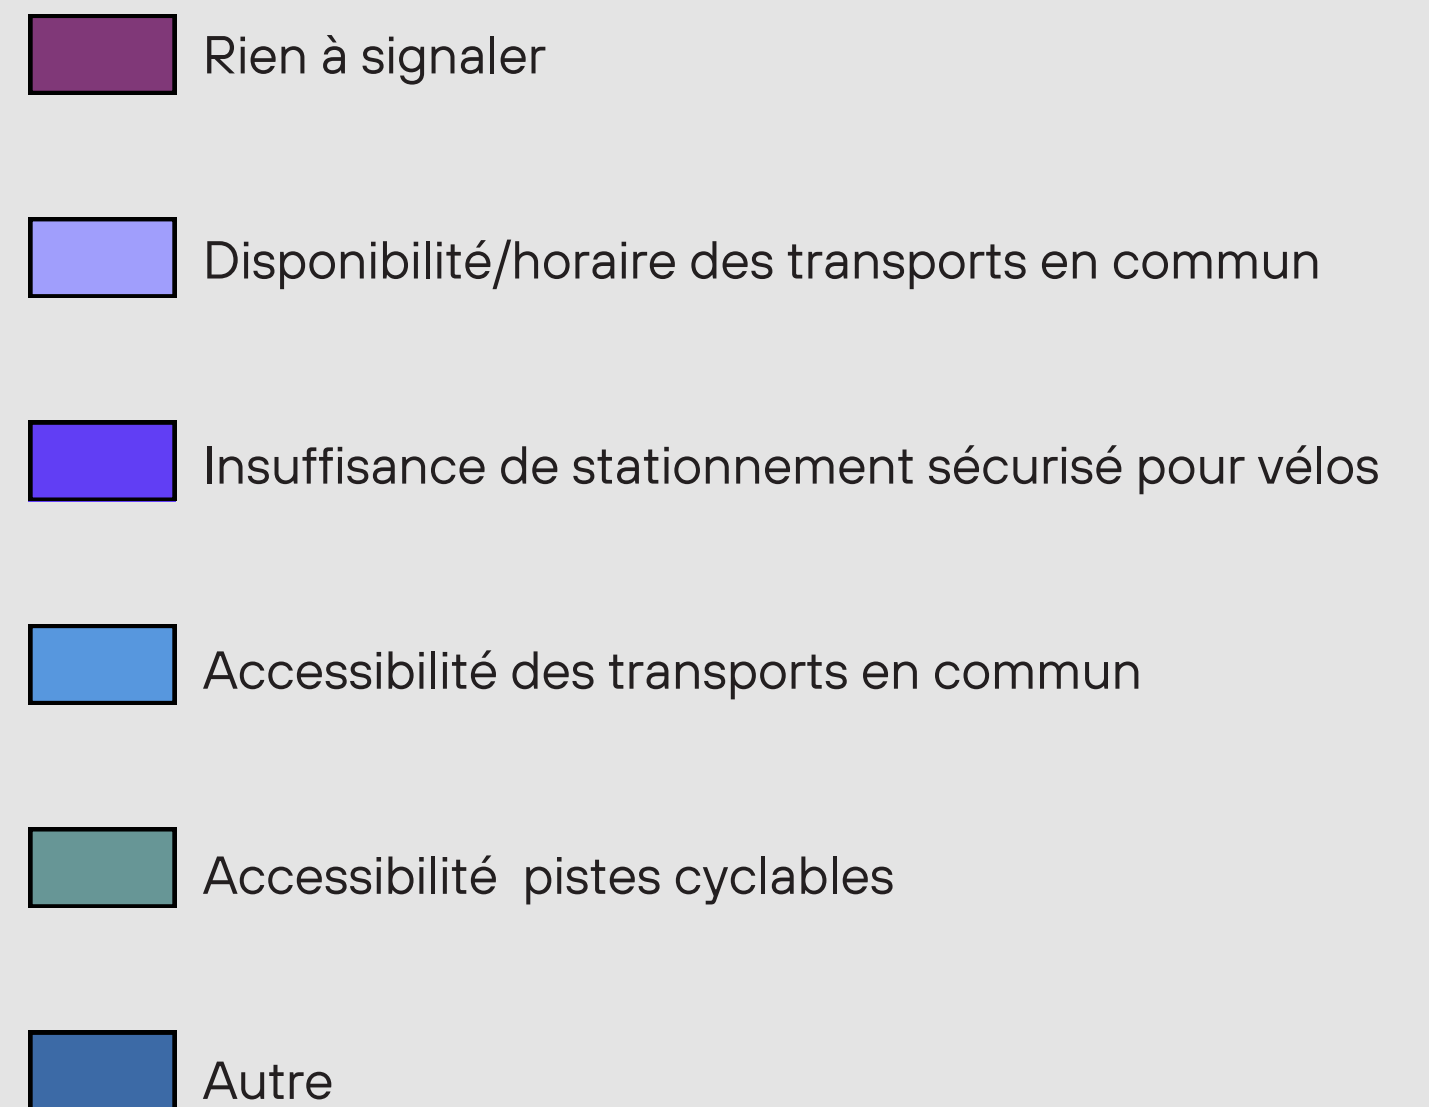 Rien à signaler
Disponibilité/horaire des transports en commun
Insuffisance de stationnement sécurisé pour vélos
Accessibilité des transports en commun
Accessibilité  pistes cyclables
Autre